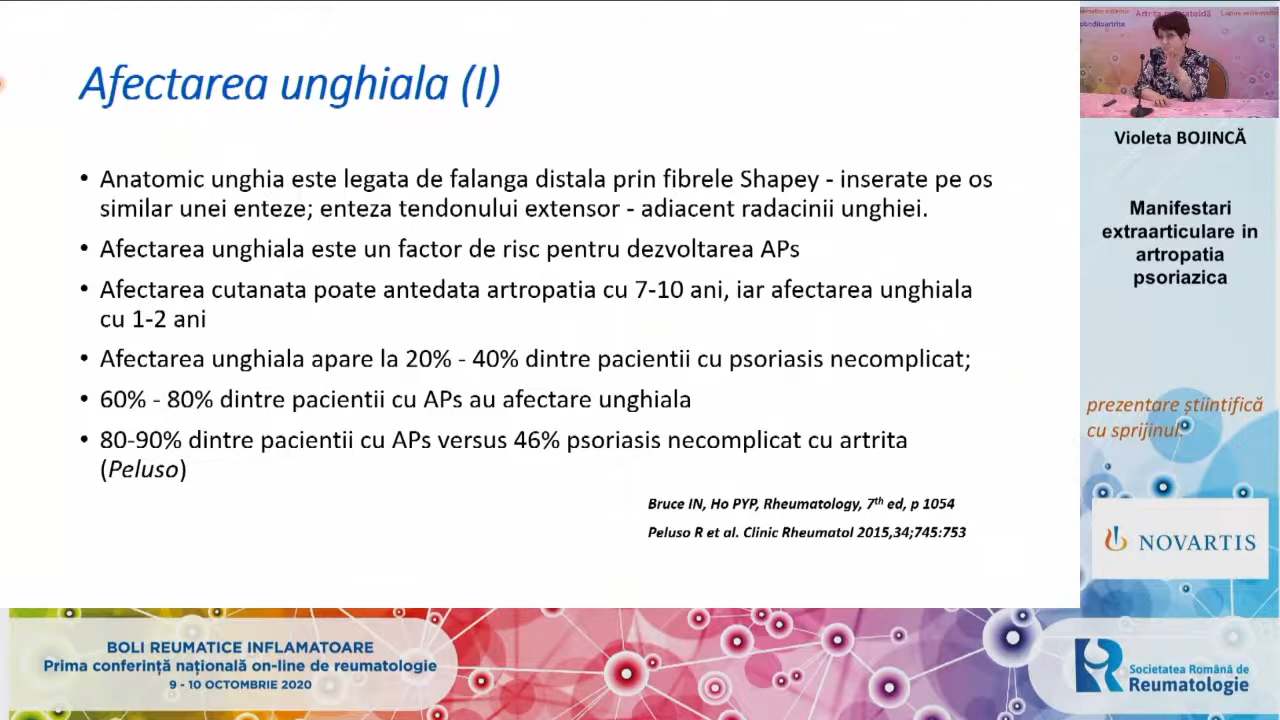 Afectarea unghiala (I)
• Anatomic unghia este legata de falanga distala prin fibrele Shapey - inserate pe os
similar unei enteze; enteza tendonului extensor - adiacent radacinii unghiei.
• Afectarea unghiala este un factor de risc pentru dezvoltarea APs
• Afectarea cutanata poate antedata artropatia cu 7-10 ani, iar afectarea unghiala
cu 1-2 ani
• Afectarea unghiala apare la 20% - 40% dintre pacientii cu psoriasis necomplicat;
• 60% - 80% dintre pacientii cu APs au afectare unghiala
• 80-90% dintre pacientii cu APs versus 46% psoriasis necomplicat cu artrita
(Peluso)
Bruce IN, Ho PYP, Rheumatology, 7th ed, p 1054
Peluso R et al. Clinic Rheumatol 2015,34;745:753
Violeta BOJINCĂ
Manifestari
extraarticulare in
artropatia
psoriazica
prezentare științifică
cu sprijinul:
NOVARTIS
BOLI REUMATICE INFLAMATOARE
Prima conferință națională on-line de reumatologie
9 - 10 OCTOMBRIE 2020
Societatea Română de
Reumatologie